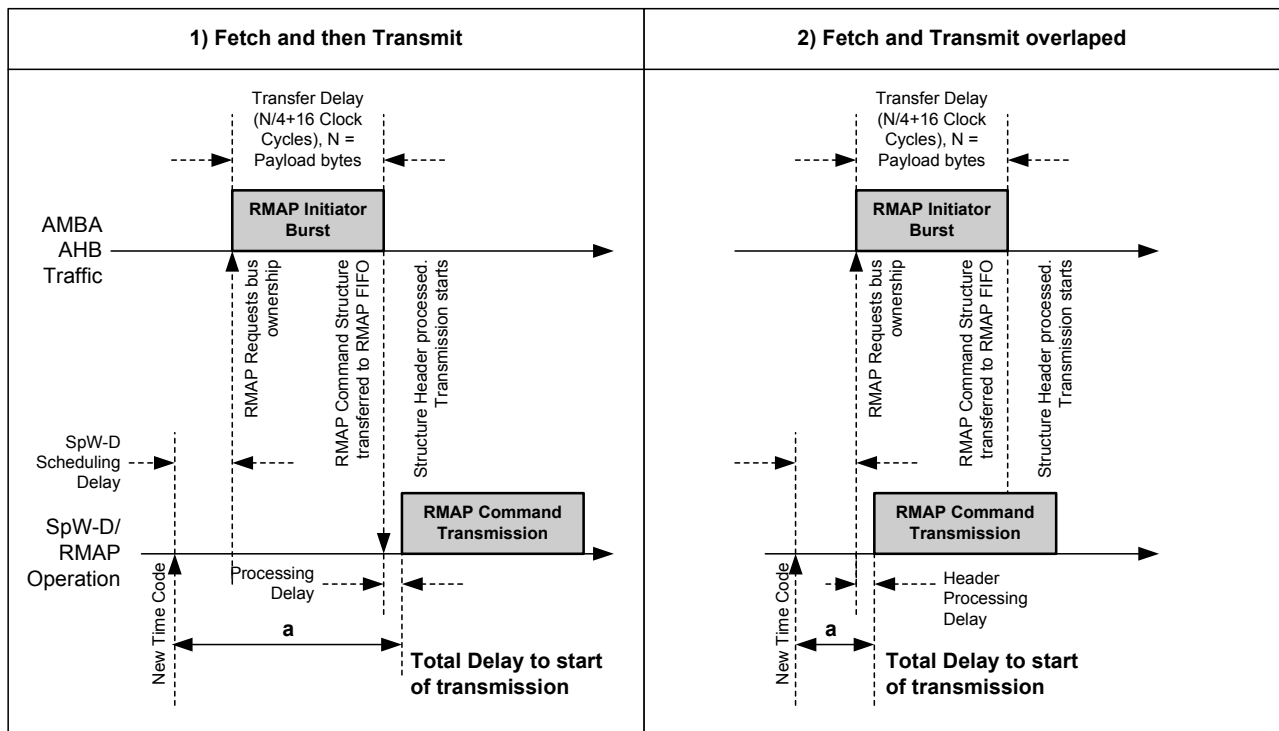 1) Fetch and then Transmit
Transfer Delay
(N/4+16 Clock
Cycles), N =
Payload bytes
RMAP Initiator
Burst
AMBA
AHB
Traffic
RMAP Requests bus
ownership
RMAP Command Structure
transferred to RMAP FIFO
Structure Header processed.
Transmission starts
SpW-D
Scheduling
Delay
RMAP Command
Transmission
SpW-D/
RMAP
Operation
New Time Code
Processing
Delay
a
Total Delay to start
of transmission
2) Fetch and Transmit overlaped
Transfer Delay
(N/4+16 Clock
Cycles), N =
Payload bytes
RMAP Initiator
Burst
RMAP Requests bus
ownership
RMAP Command Structure
transferred to RMAP FIFO
Structure Header processed.
Transmission starts
RMAP Command
Transmission
New Time Code
Header
Processing
Delay
a
Total Delay to start
of transmission